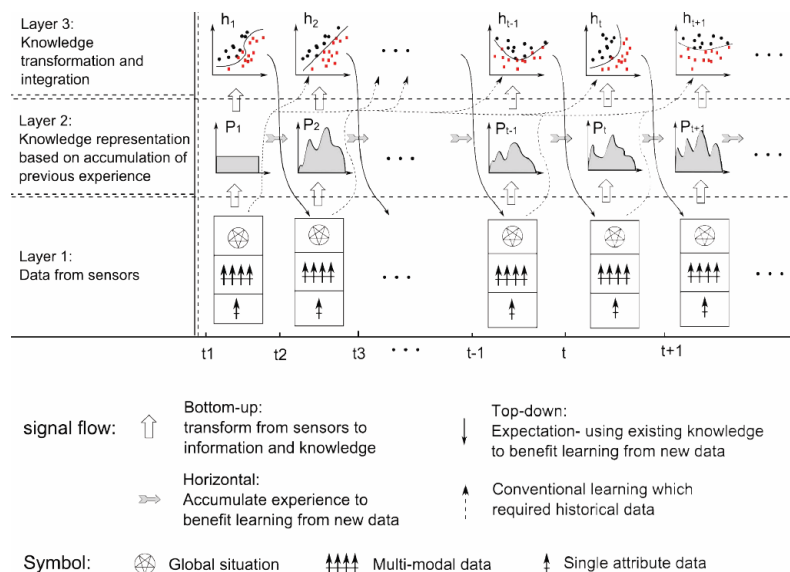 Layer 3:
Knowledge
transformation and
integration
h1 h2 ht-1 ht ht+1
Layer 2:
Knowledge representation
based on accumulation of
previous experience
P1 P2 Pt-1 Pt Pt+1
Layer 1:
Data from sensors
t1 t2 t3 t-1 t t+1
signal flow:
Bottom-up:
transform from sensors to
information and knowledge
Top-down:
Expectation- using existing knowledge
to benefit learning from new data
Horizontal:
Accumulate experience to
benefit learning from new data
Conventional learning which
required historical data
Symbol:
Global situation
Multi-modal data
Single attribute data